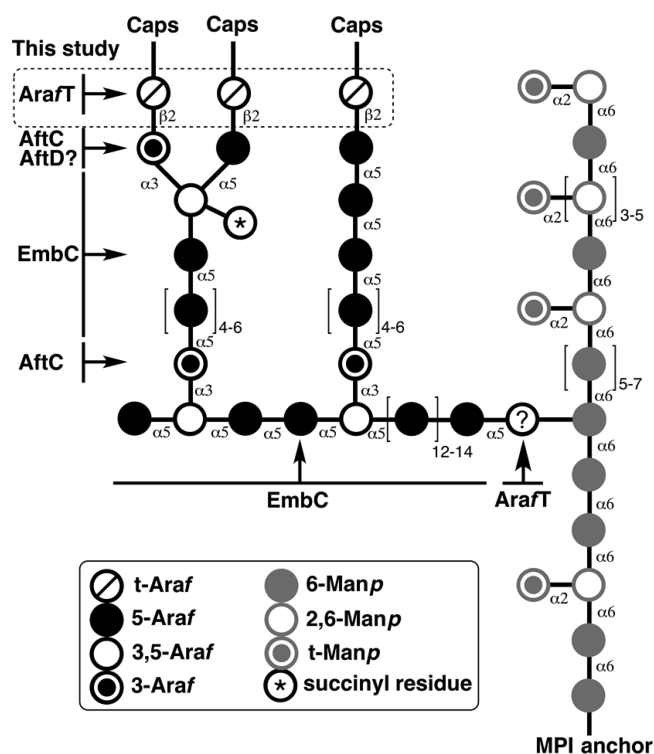 Caps Caps Caps
This study
ArafT
β2 β2 β2
AftC
AftD?
α3 α5 α5
*
α5
EmbC
α5 α5
[ ]4-6 [ ]4-6
α5 α5
AftC
α3 α3
α5 α5 α5 α5 α5 [ ]12-14 α5 ?
EmbC
ArafT
α2 α6
α6
α2 [ ]3-5
α6
α6
α2 α6
[ ]5-7
α6
α6
α6
α6
α2 α6
α6
MPI anchor
t-Araf
5-Araf
3,5-Araf
3-Araf
6-Manp
2,6-Manp
t-Manp
* succinyl residue